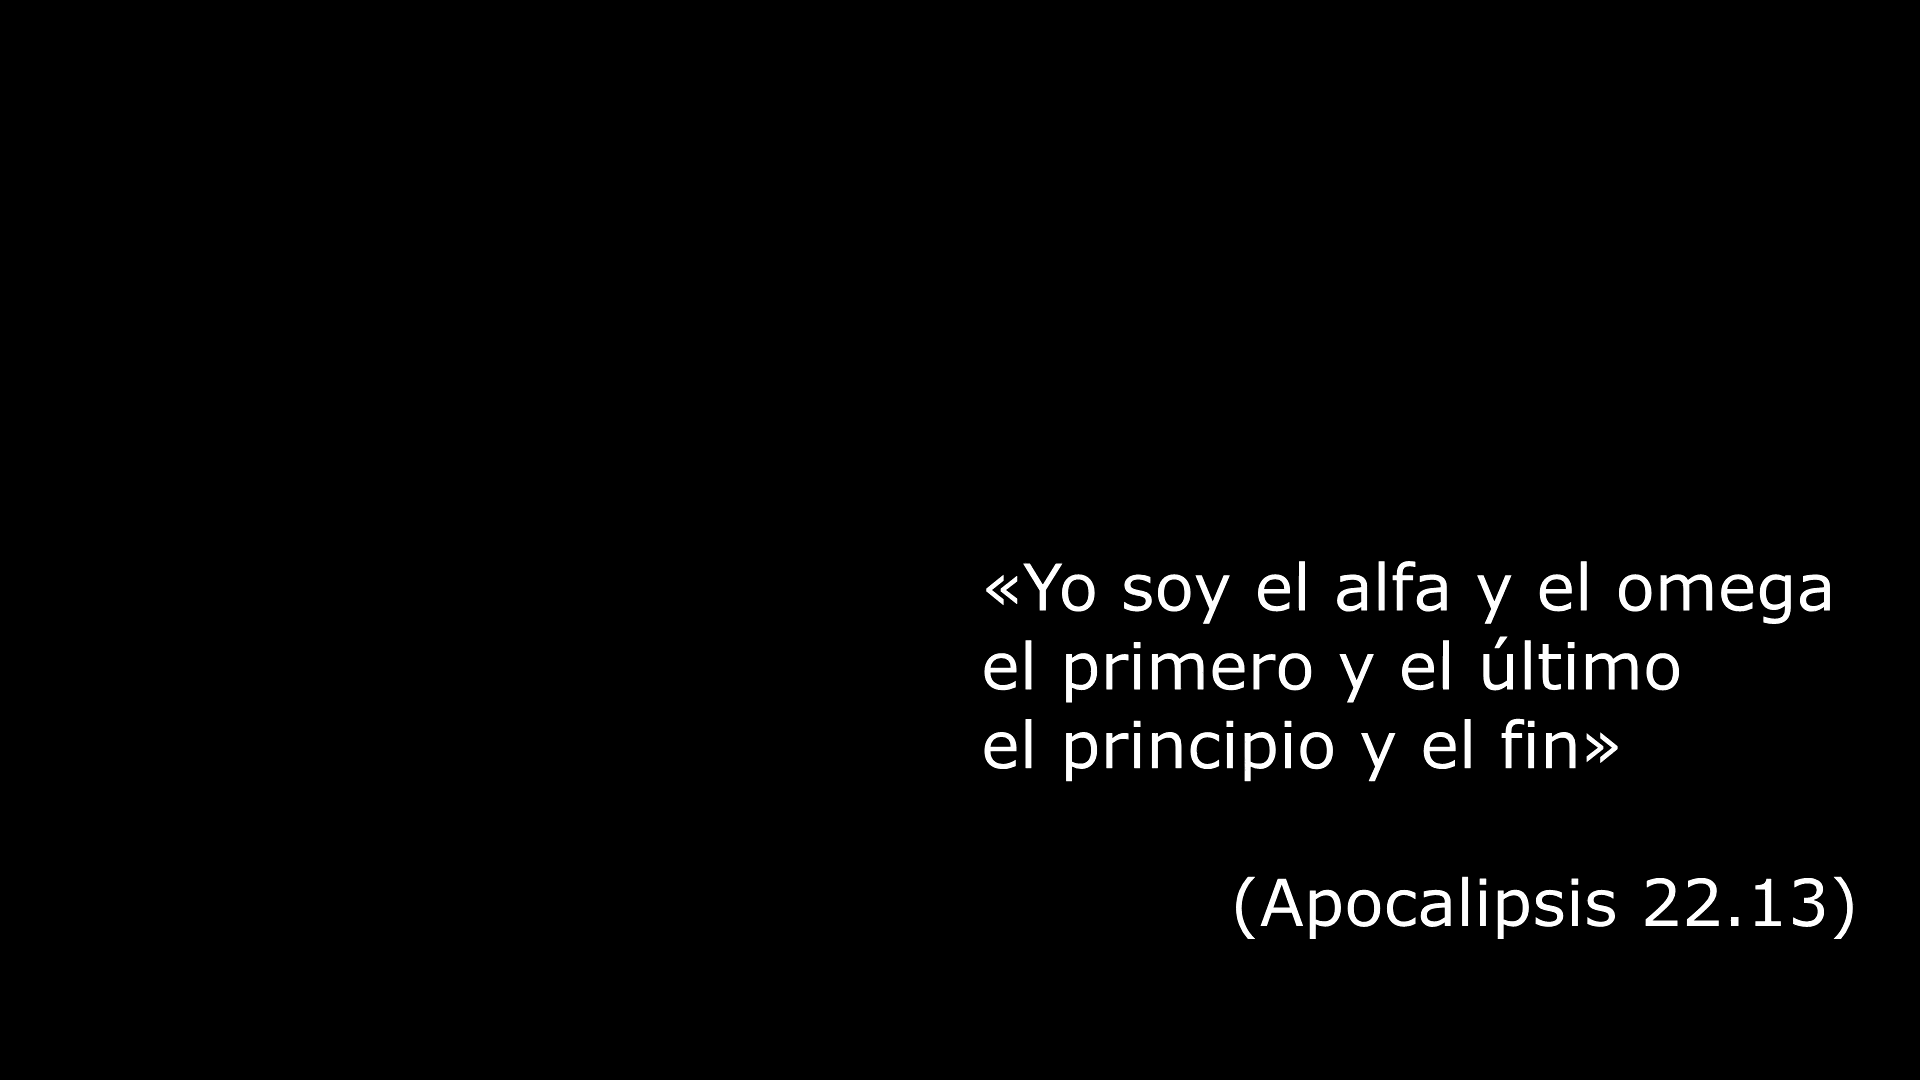 «Yo soy el alfa y el omega
el primero y el último
el principio y el fin»
(Apocalipsis 22.13)